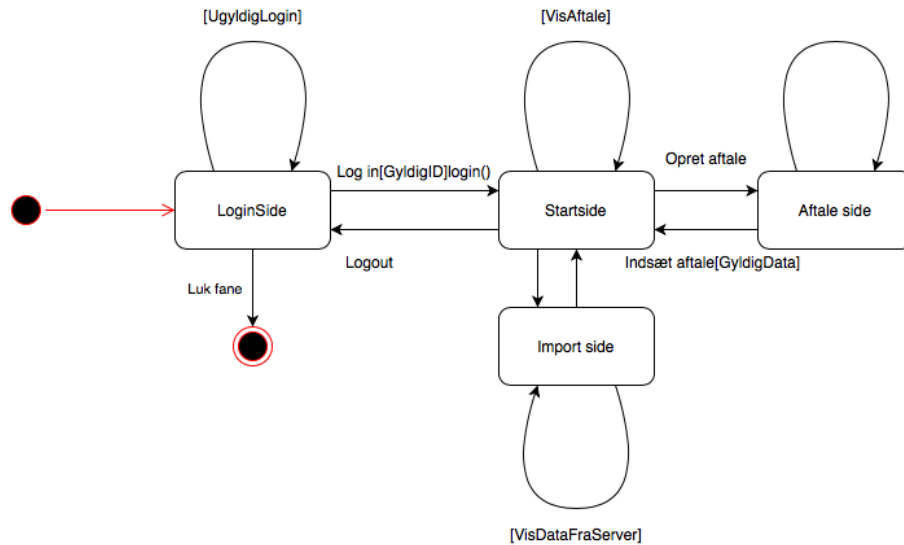 [UgyldigLogin]
[VisAftale]
Log in[GyldigID]login()
Opret aftale
LoginSide
Startside
Aftale side
Logout
Indsæt aftale[GyldigData]
Luk fane
Import side
[VisDataFraServer]